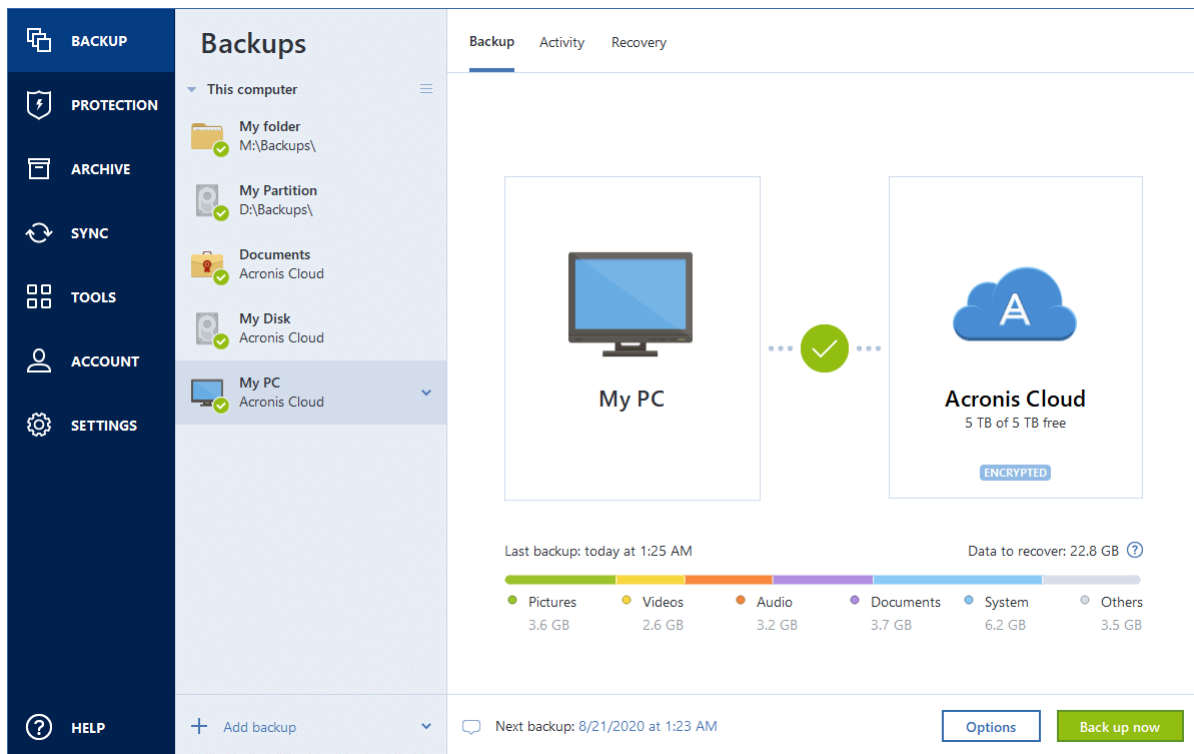 BACKUP
PROTECTION
ARCHIVE
SYNC
TOOLS
ACCOUNT
SETTINGS
HELP
Backups
This computer
My folder
M:\Backups\
My Partition
D:\Backups\
Documents
Acronis Cloud
My Disk
Acronis Cloud
My PC
Acronis Cloud
Add backup
Backup Activity Recovery
My PC
A
Acronis Cloud
5 TB of 5 TB free
ENCRYPTED
Last backup: today at 1:25 AM Data to recover: 22.8 GB ?
Pictures Videos Audio Documents System Others
3.6 GB 2.6 GB 3.2 GB 3.7 GB 6.2 GB 3.5 GB
Next backup: 8/21/2020 at 1:23 AM Options Back up now